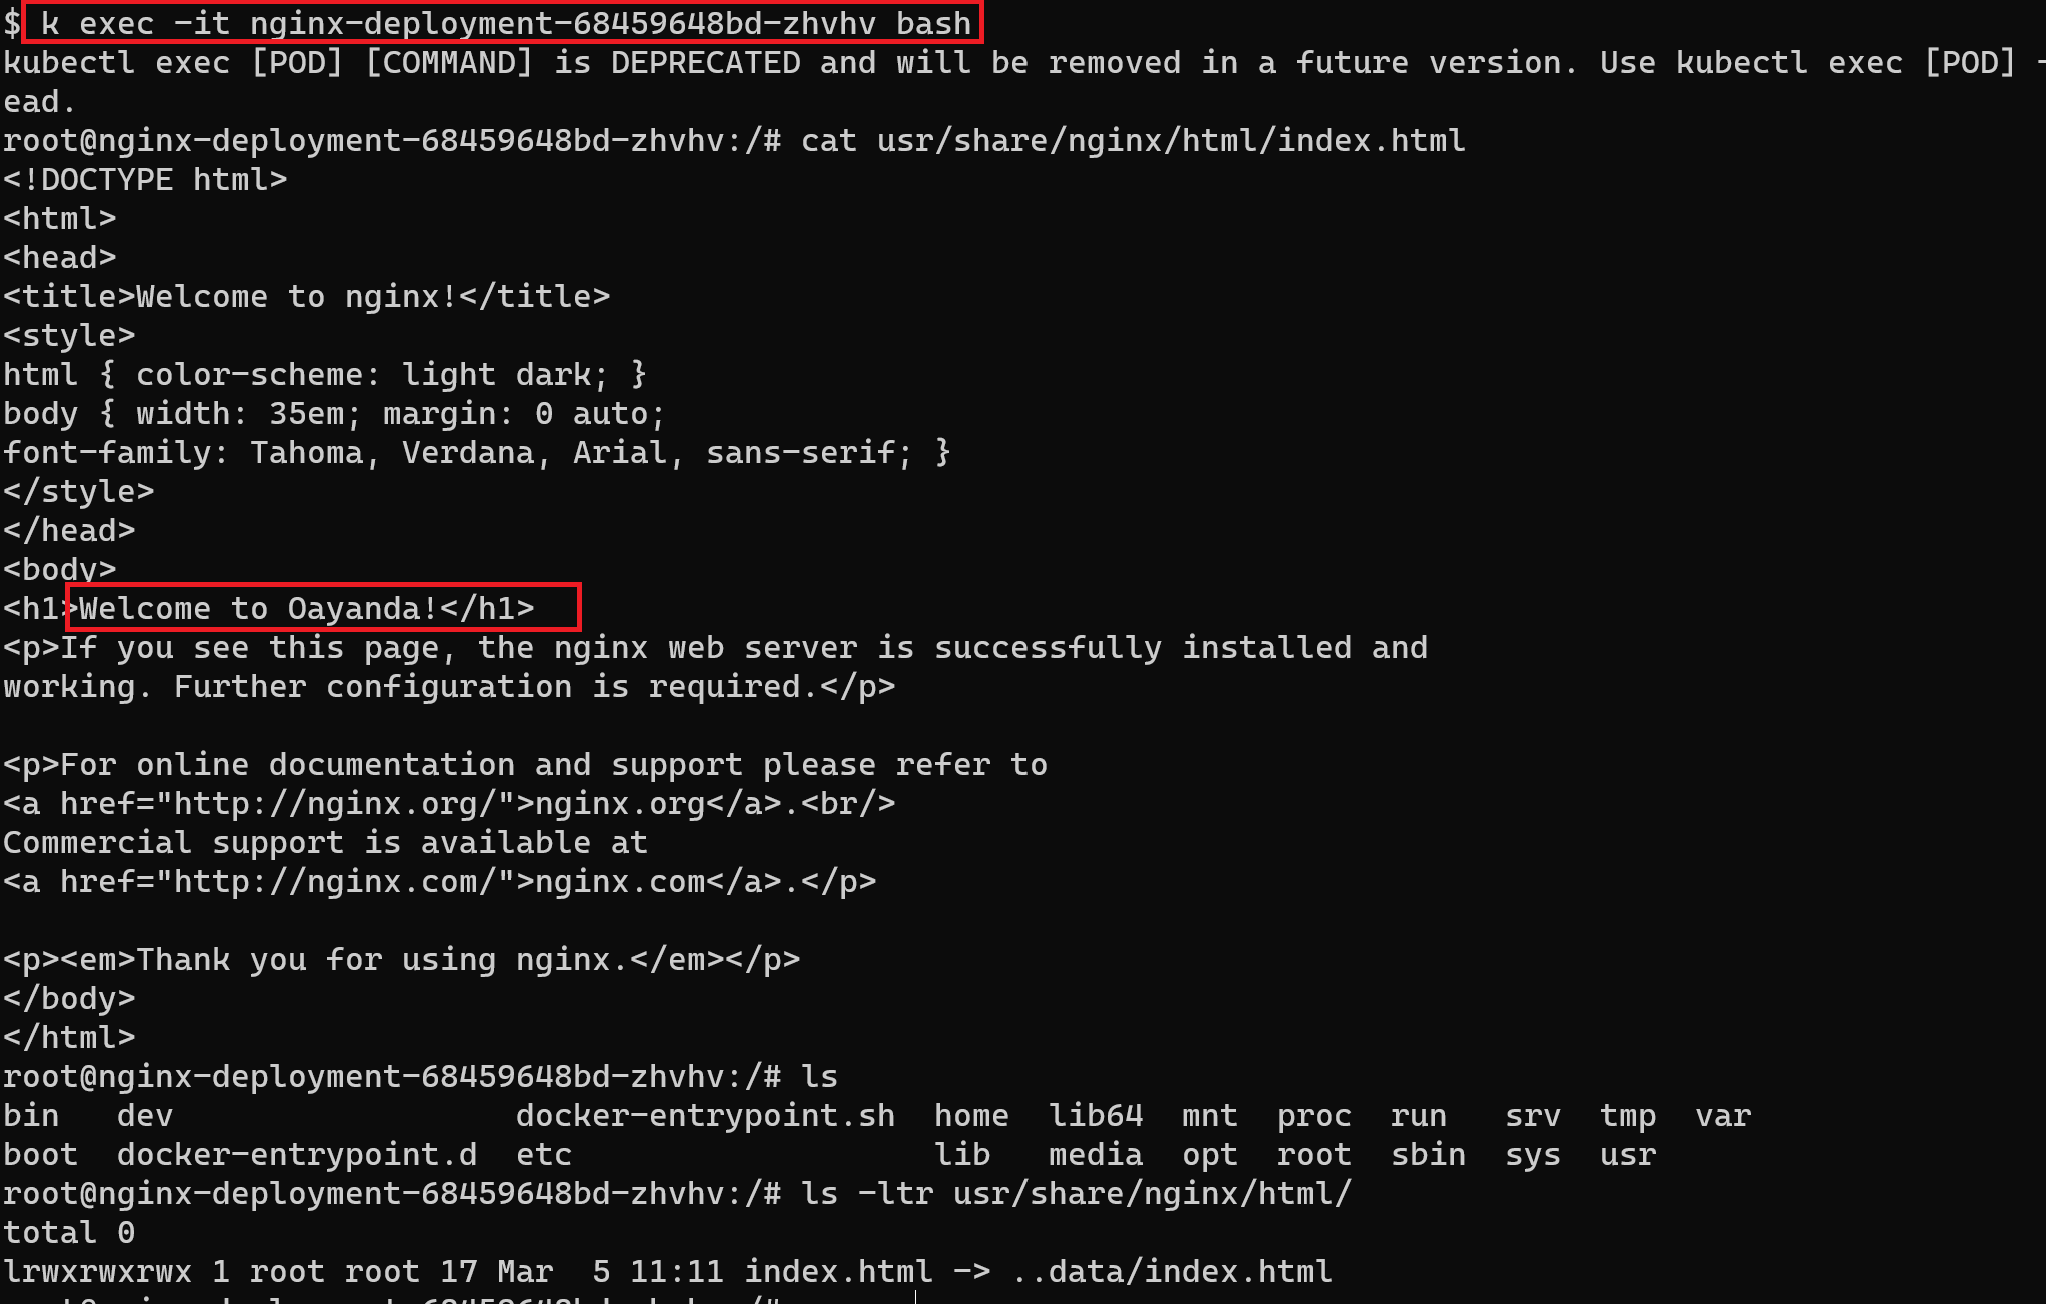 $ k exec -it nginx-deployment-68459648bd-zhvhv bash
kubectl exec [POD] [COMMAND] is DEPRECATED and will be removed in a future version. Use kubectl exec [POD] -
ead.
root@nginx-deployment-68459648bd-zhvhv:/# cat usr/share/nginx/html/index.html
<!DOCTYPE html>
<html>
<head>
<title>Welcome to nginx!</title>
<style>
html { color-scheme: light dark; }
body { width: 35em; margin: 0 auto;
font-family: Tahoma, Verdana, Arial, sans-serif; }
</style>
</head>
<body>
<h1>Welcome to Oayanda!</h1>
<p>If you see this page, the nginx web server is successfully installed and
working. Further configuration is required.</p>

<p>For online documentation and support please refer to
<a href="http://nginx.org/">nginx.org</a>.<br/>
Commercial support is available at
<a href="http://nginx.com/">nginx.com</a>.</p>

<p><em>Thank you for using nginx.</em></p>
</body>
</html>
root@nginx-deployment-68459648bd-zhvhv:/# ls
bin   dev                  docker-entrypoint.sh  home  lib64  mnt  proc  run   srv  tmp  var
boot  docker-entrypoint.d  etc                   lib   media  opt  root  sbin  sys  usr
root@nginx-deployment-68459648bd-zhvhv:/# ls -ltr usr/share/nginx/html/
total 0
lrwxrwxrwx 1 root root 17 Mar  5 11:11 index.html -> ..data/index.html